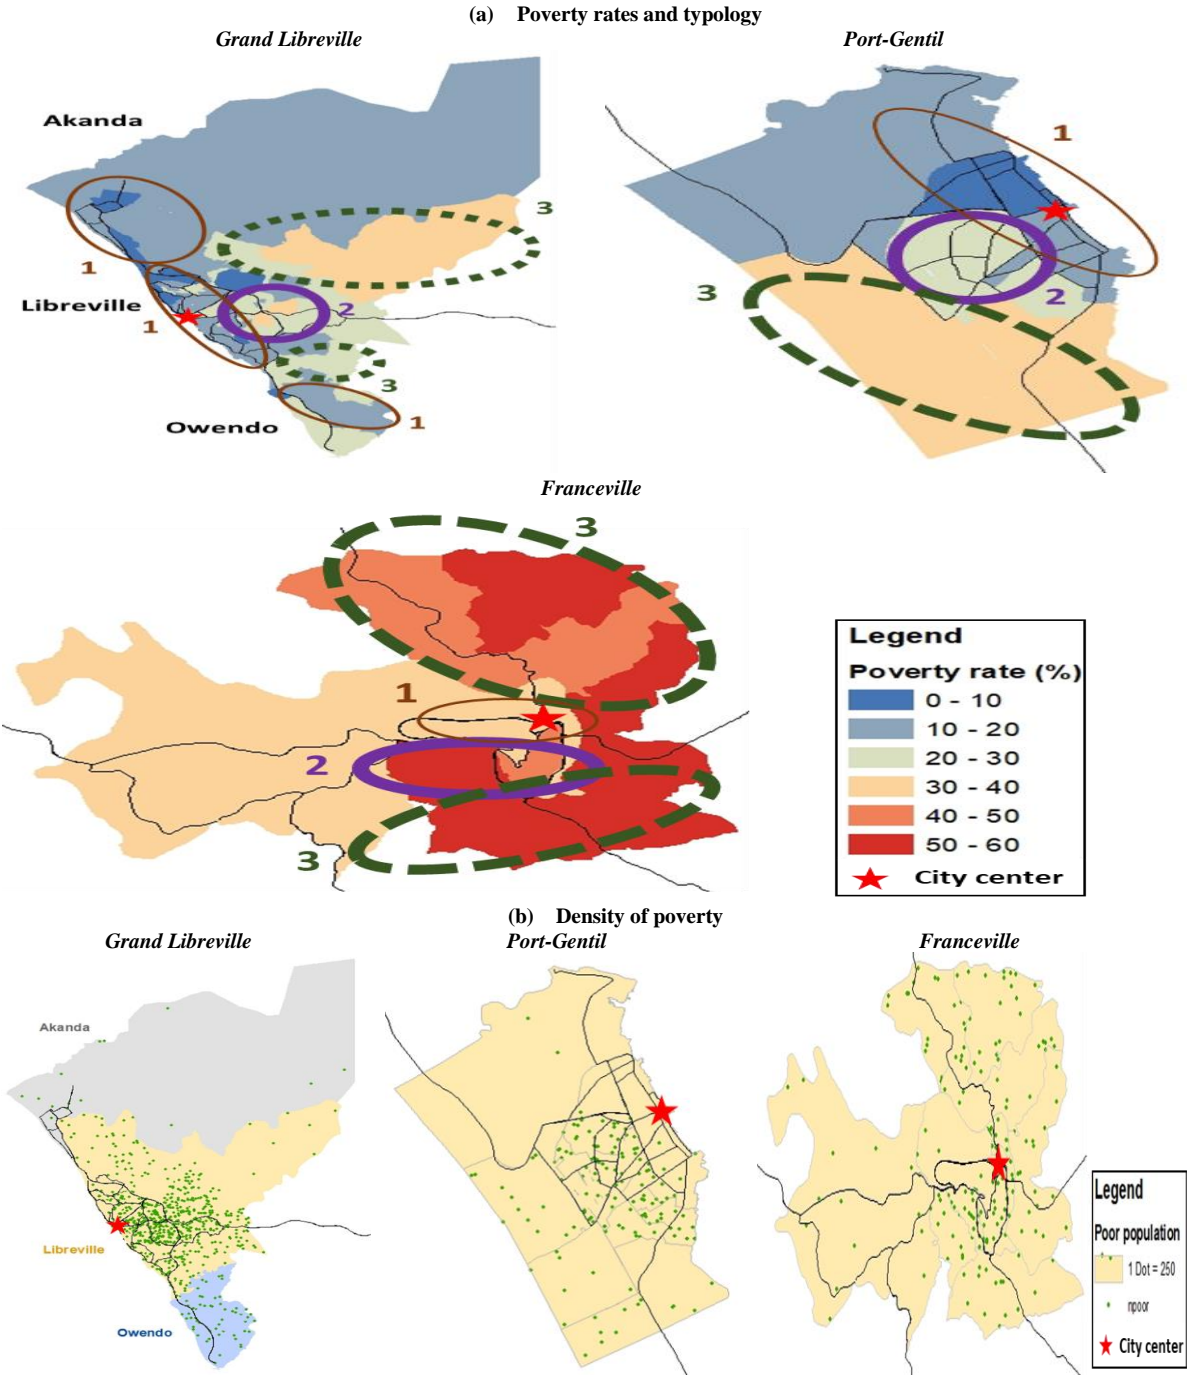 (a) Poverty rates and typology
Grand Libreville
Port-Gentil
Akanda
1
3
1
Libreville
1
2
3
2
3
Owendo
1
Franceville
3
1
2
3
Legend
Poverty rate (%)
0 - 10
10 - 20
20 - 30
30 - 40
40 - 50
50 - 60
City center
(b) Density of poverty
Grand Libreville
Port-Gentil
Franceville
Akanda
Libreville
Owendo
Legend
Poor population
1 Dot = 250
npoor
City center